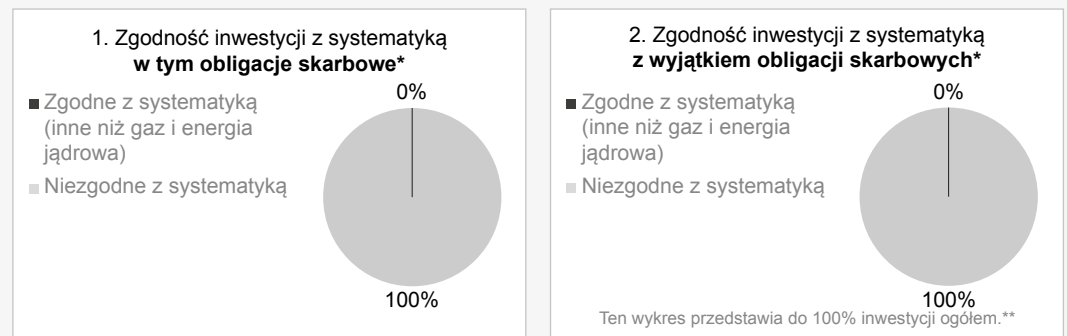 1. Zgodność inwestycji z systematyką
w tym obligacje skarbowe*
Zgodne z systematyką
(inne niż gaz i energia
jądrowa)
Niezgodne z systematyką
0%
100%
2. Zgodność inwestycji z systematyką
z wyjątkiem obligacji skarbowych*
Zgodne z systematyką
(inne niż gaz i energia
jądrowa)
Niezgodne z systematyką
0%
100%
Ten wykres przedstawia do 100% inwestycji ogółem.**